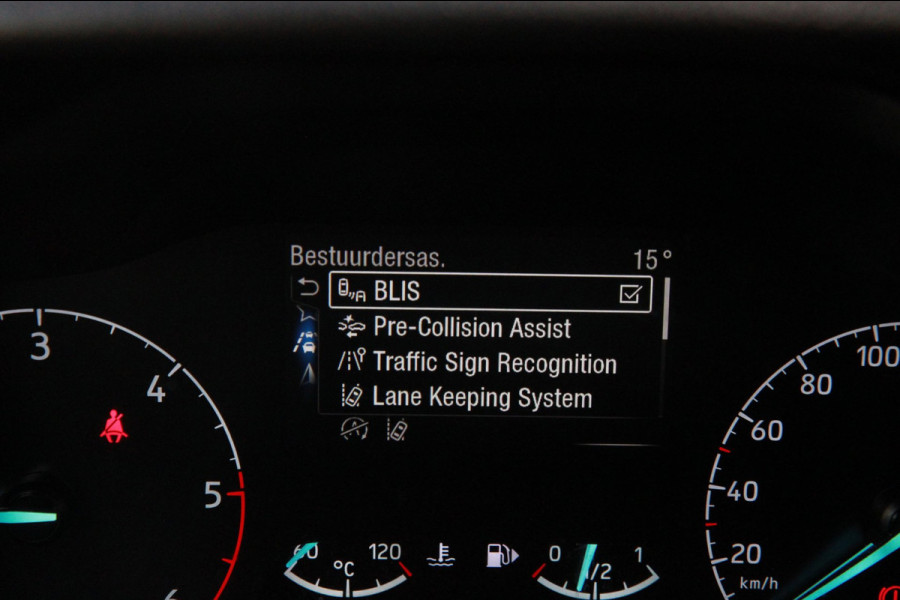 Bestuurdersas. 15°
BLIS
Pre-Collision Assist
Traffic Sign Recognition
Lane Keeping System
3
4
5
6
60 120
°C
0 1/2 1
20
40
60
80
100
km/h